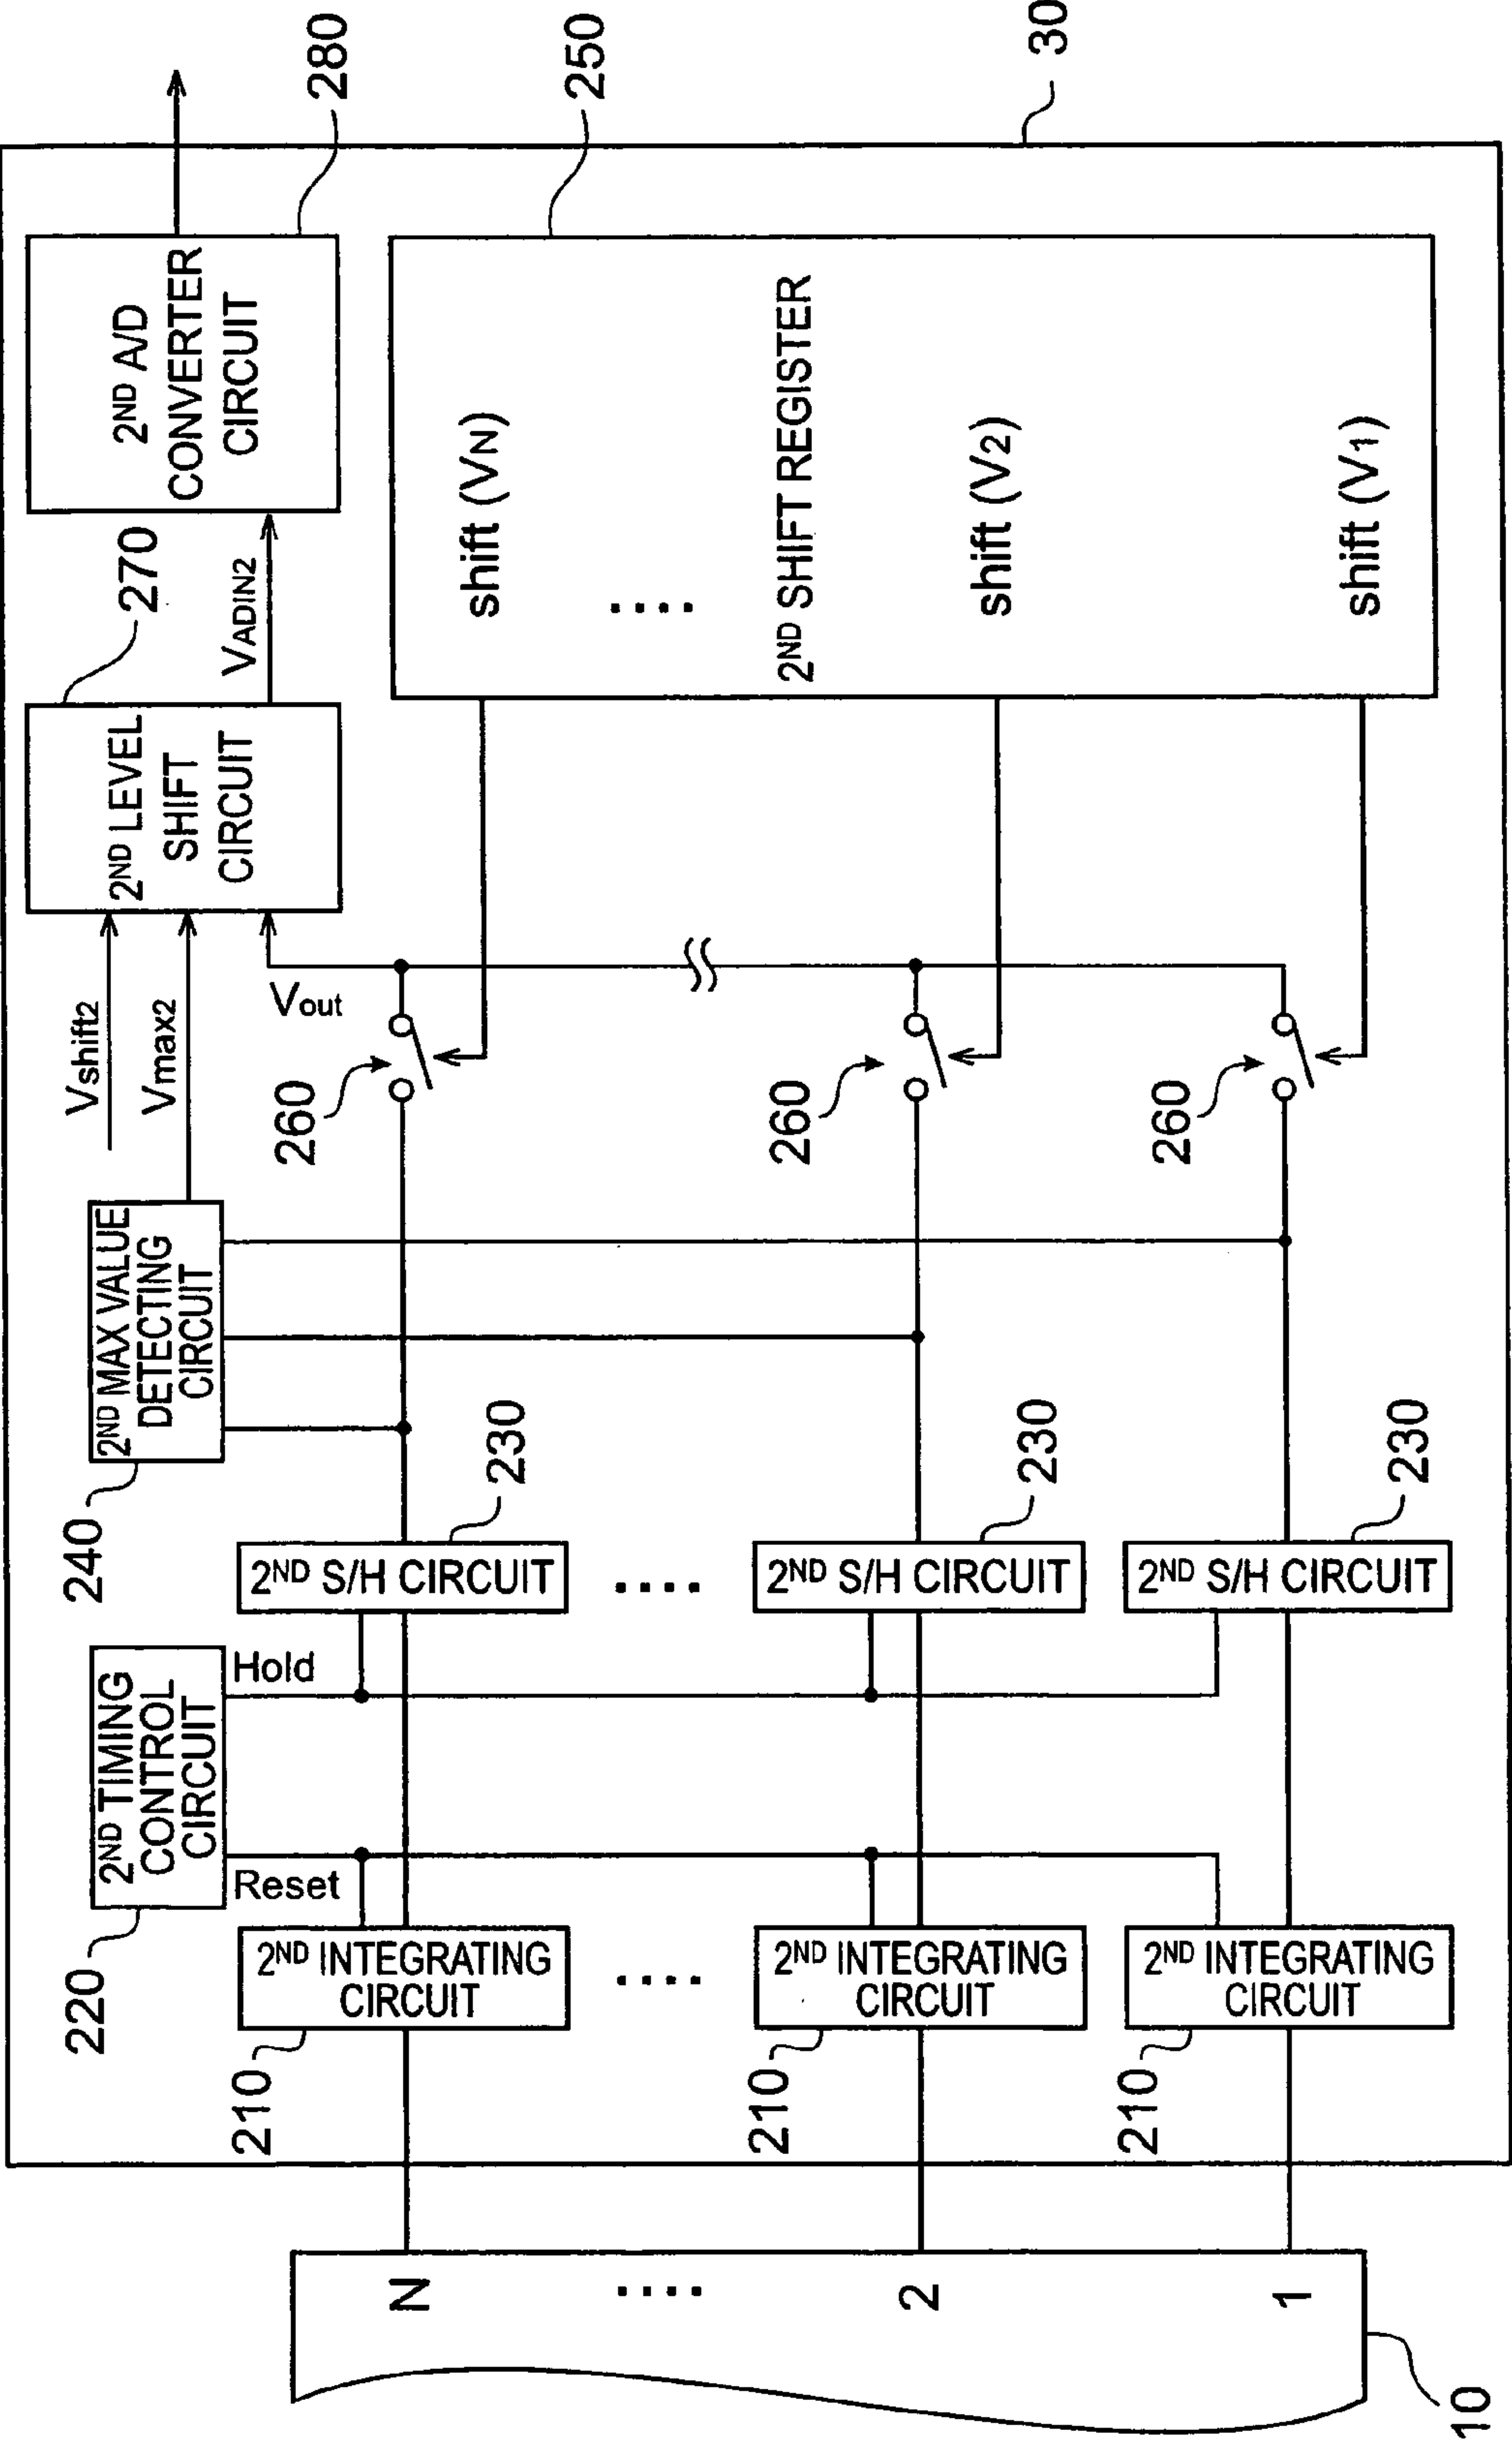 10
N
....
2
1
210
2ND INTEGRATING
CIRCUIT
....
210
2ND INTEGRATING
CIRCUIT
210
2ND INTEGRATING
CIRCUIT
220
2ND TIMING
CONTROL
CIRCUIT
Reset
Hold
2ND S/H CIRCUIT
230
....
2ND S/H CIRCUIT
230
2ND S/H CIRCUIT
230
240
2ND MAX VALUE
DETECTING
CIRCUIT
Vshift2
Vmax2
Vout
260
260
260
2ND LEVEL
SHIFT
CIRCUIT
270
VADIN2
2ND A/D
CONVERTER
CIRCUIT
280
shift (VN)
....
2ND SHIFT REGISTER
shift (V2)
shift (V1)
250
30